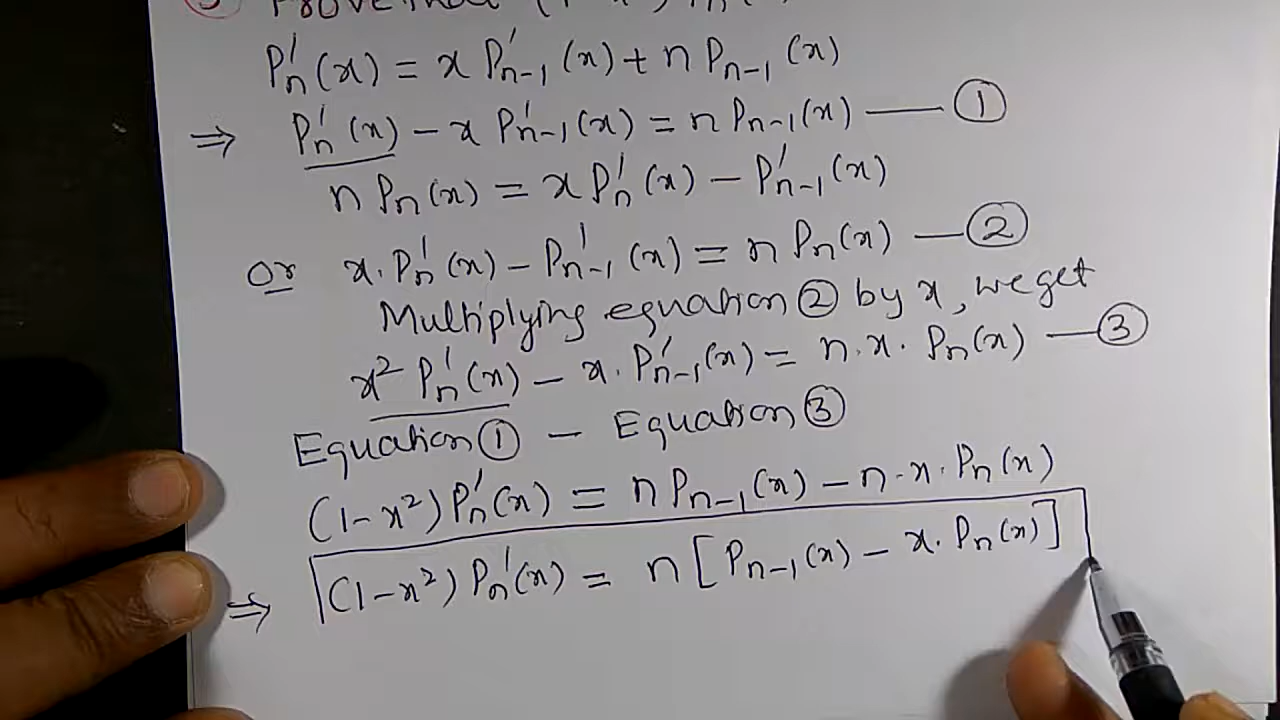 P'n(x) = x P'n-1(x) + n Pn-1(x)
⇒ P'n(x) - x P'n-1(x) = n Pn-1(x) —— ①
n Pn(x) = x P'n(x) - P'n-1(x)
Or x. P'n(x) - P'n-1(x) = n Pn(x) — ②
Multiplying equation ② by x, we get
x² P'n(x) - x. P'n-1(x) = n.x. Pn(x) — ③
Equation ① - Equation ③
(1-x²) P'n(x) = n Pn-1(x) - n.x. Pn(x)
⇒ (1-x²) P'n(x) = n [Pn-1(x) - x. Pn(x)]